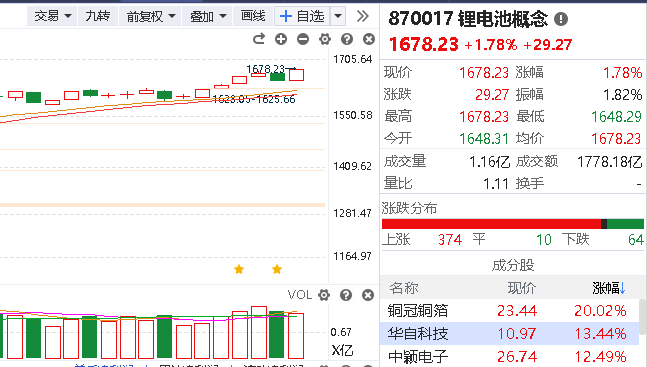 交易 九转 前复权 叠加 画线 自选
1678.23
1623.05-1625.66
1705.64
1550.58
1409.62
1281.47
1164.97
VOL
0.67
X亿
870017 锂电池概念
1678.23 +1.78% +29.27
现价 1678.23 涨幅 1.78%
涨跌 29.27 振幅 1.82%
最高 1678.23 最低 1648.29
今开 1648.31 均价 1678.23
成交量 1.16亿 成交额 1778.18亿
量比 1.11 换手 -
涨跌分布
上涨 374 平 10 下跌 64
成分股
名称 现价 涨幅↓
铜冠铜箔 23.44 20.02%
华自科技 10.97 13.44%
中颖电子 26.74 12.49%